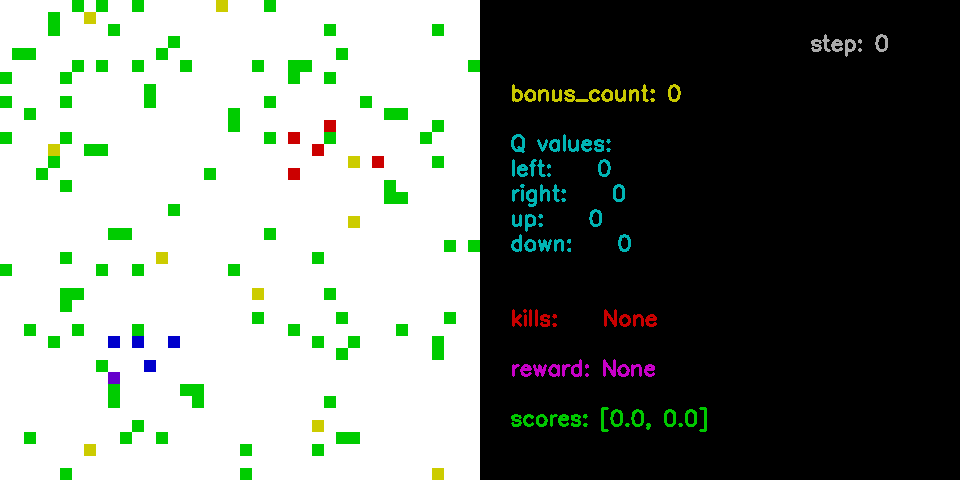 step: 0
bonus_count: 0
Q values:
left: 0
right: 0
up: 0
down: 0
kills: None
reward: None
scores: [0.0, 0.0]